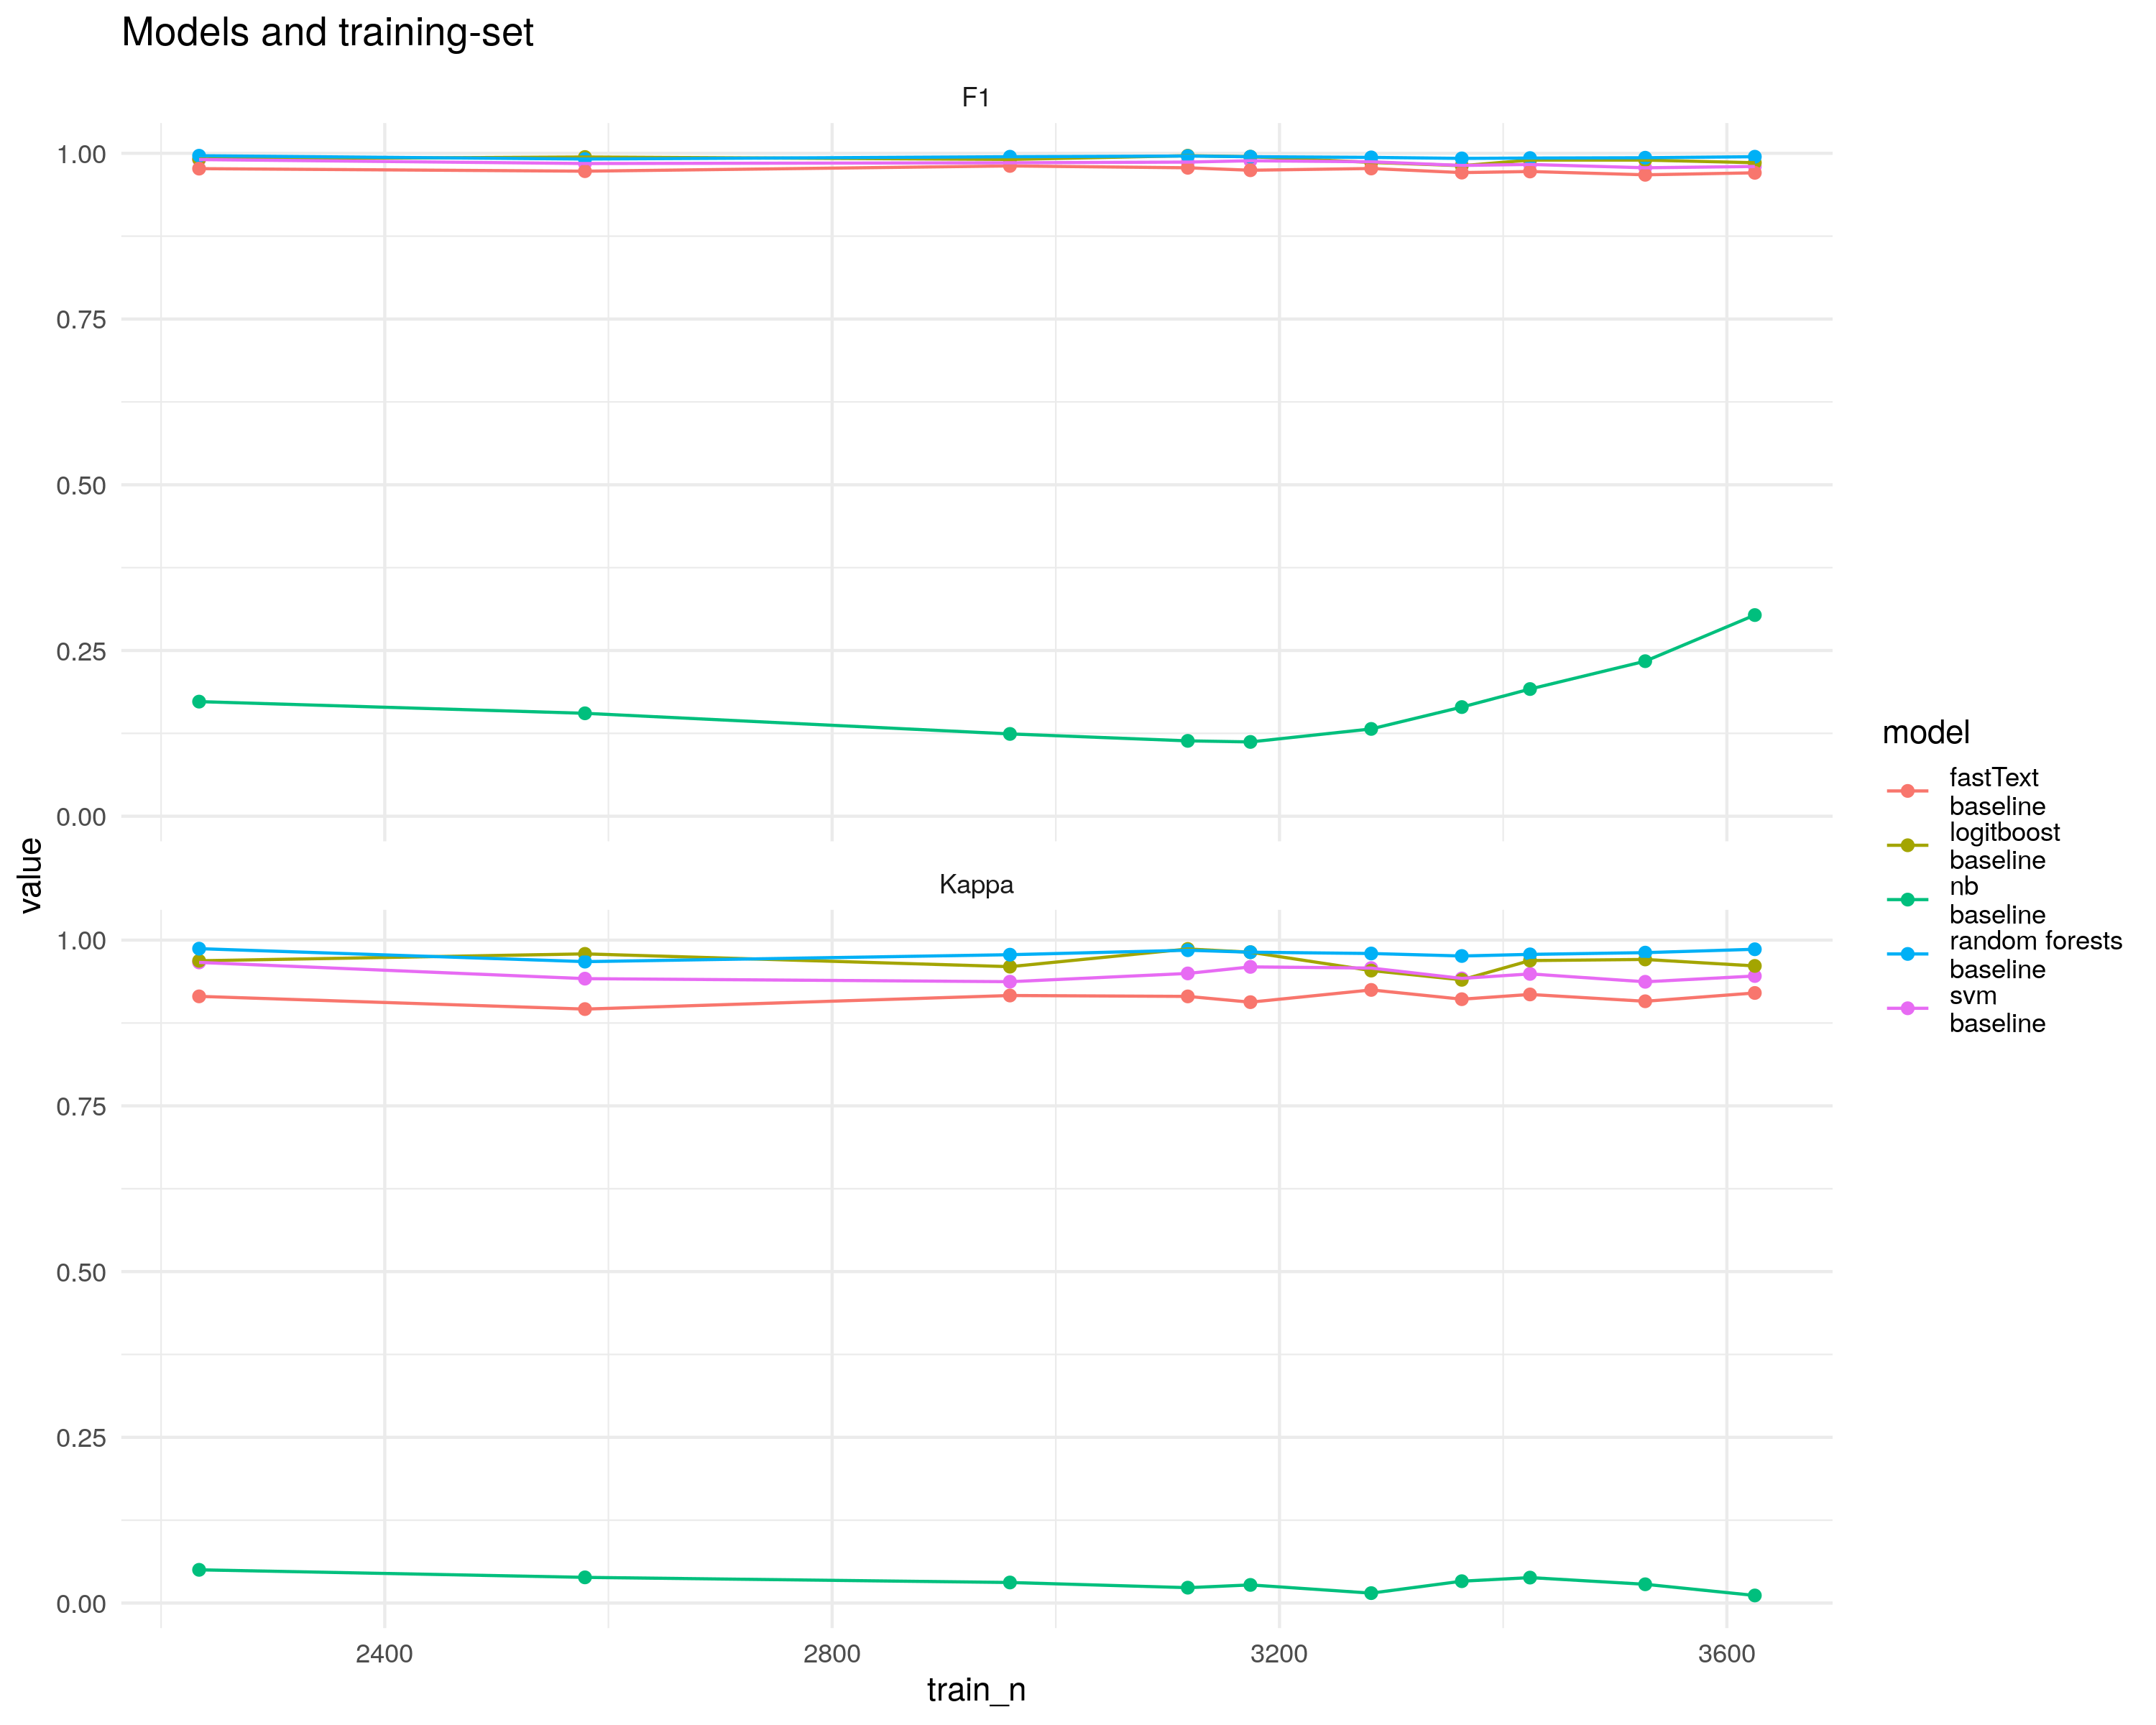 Models and training-set
F1
1.00
0.75
0.50
0.25
0.00
value
Kappa
1.00
0.75
0.50
0.25
0.00
2400 2800 3200 3600
train_n
model
fastText
baseline
logitboost
baseline
nb
baseline
random forests
baseline
svm
baseline